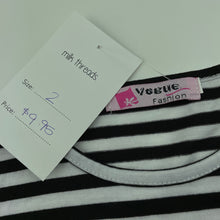 milk threads
Size: 2
Price: $9.95
Vogue
Fashion